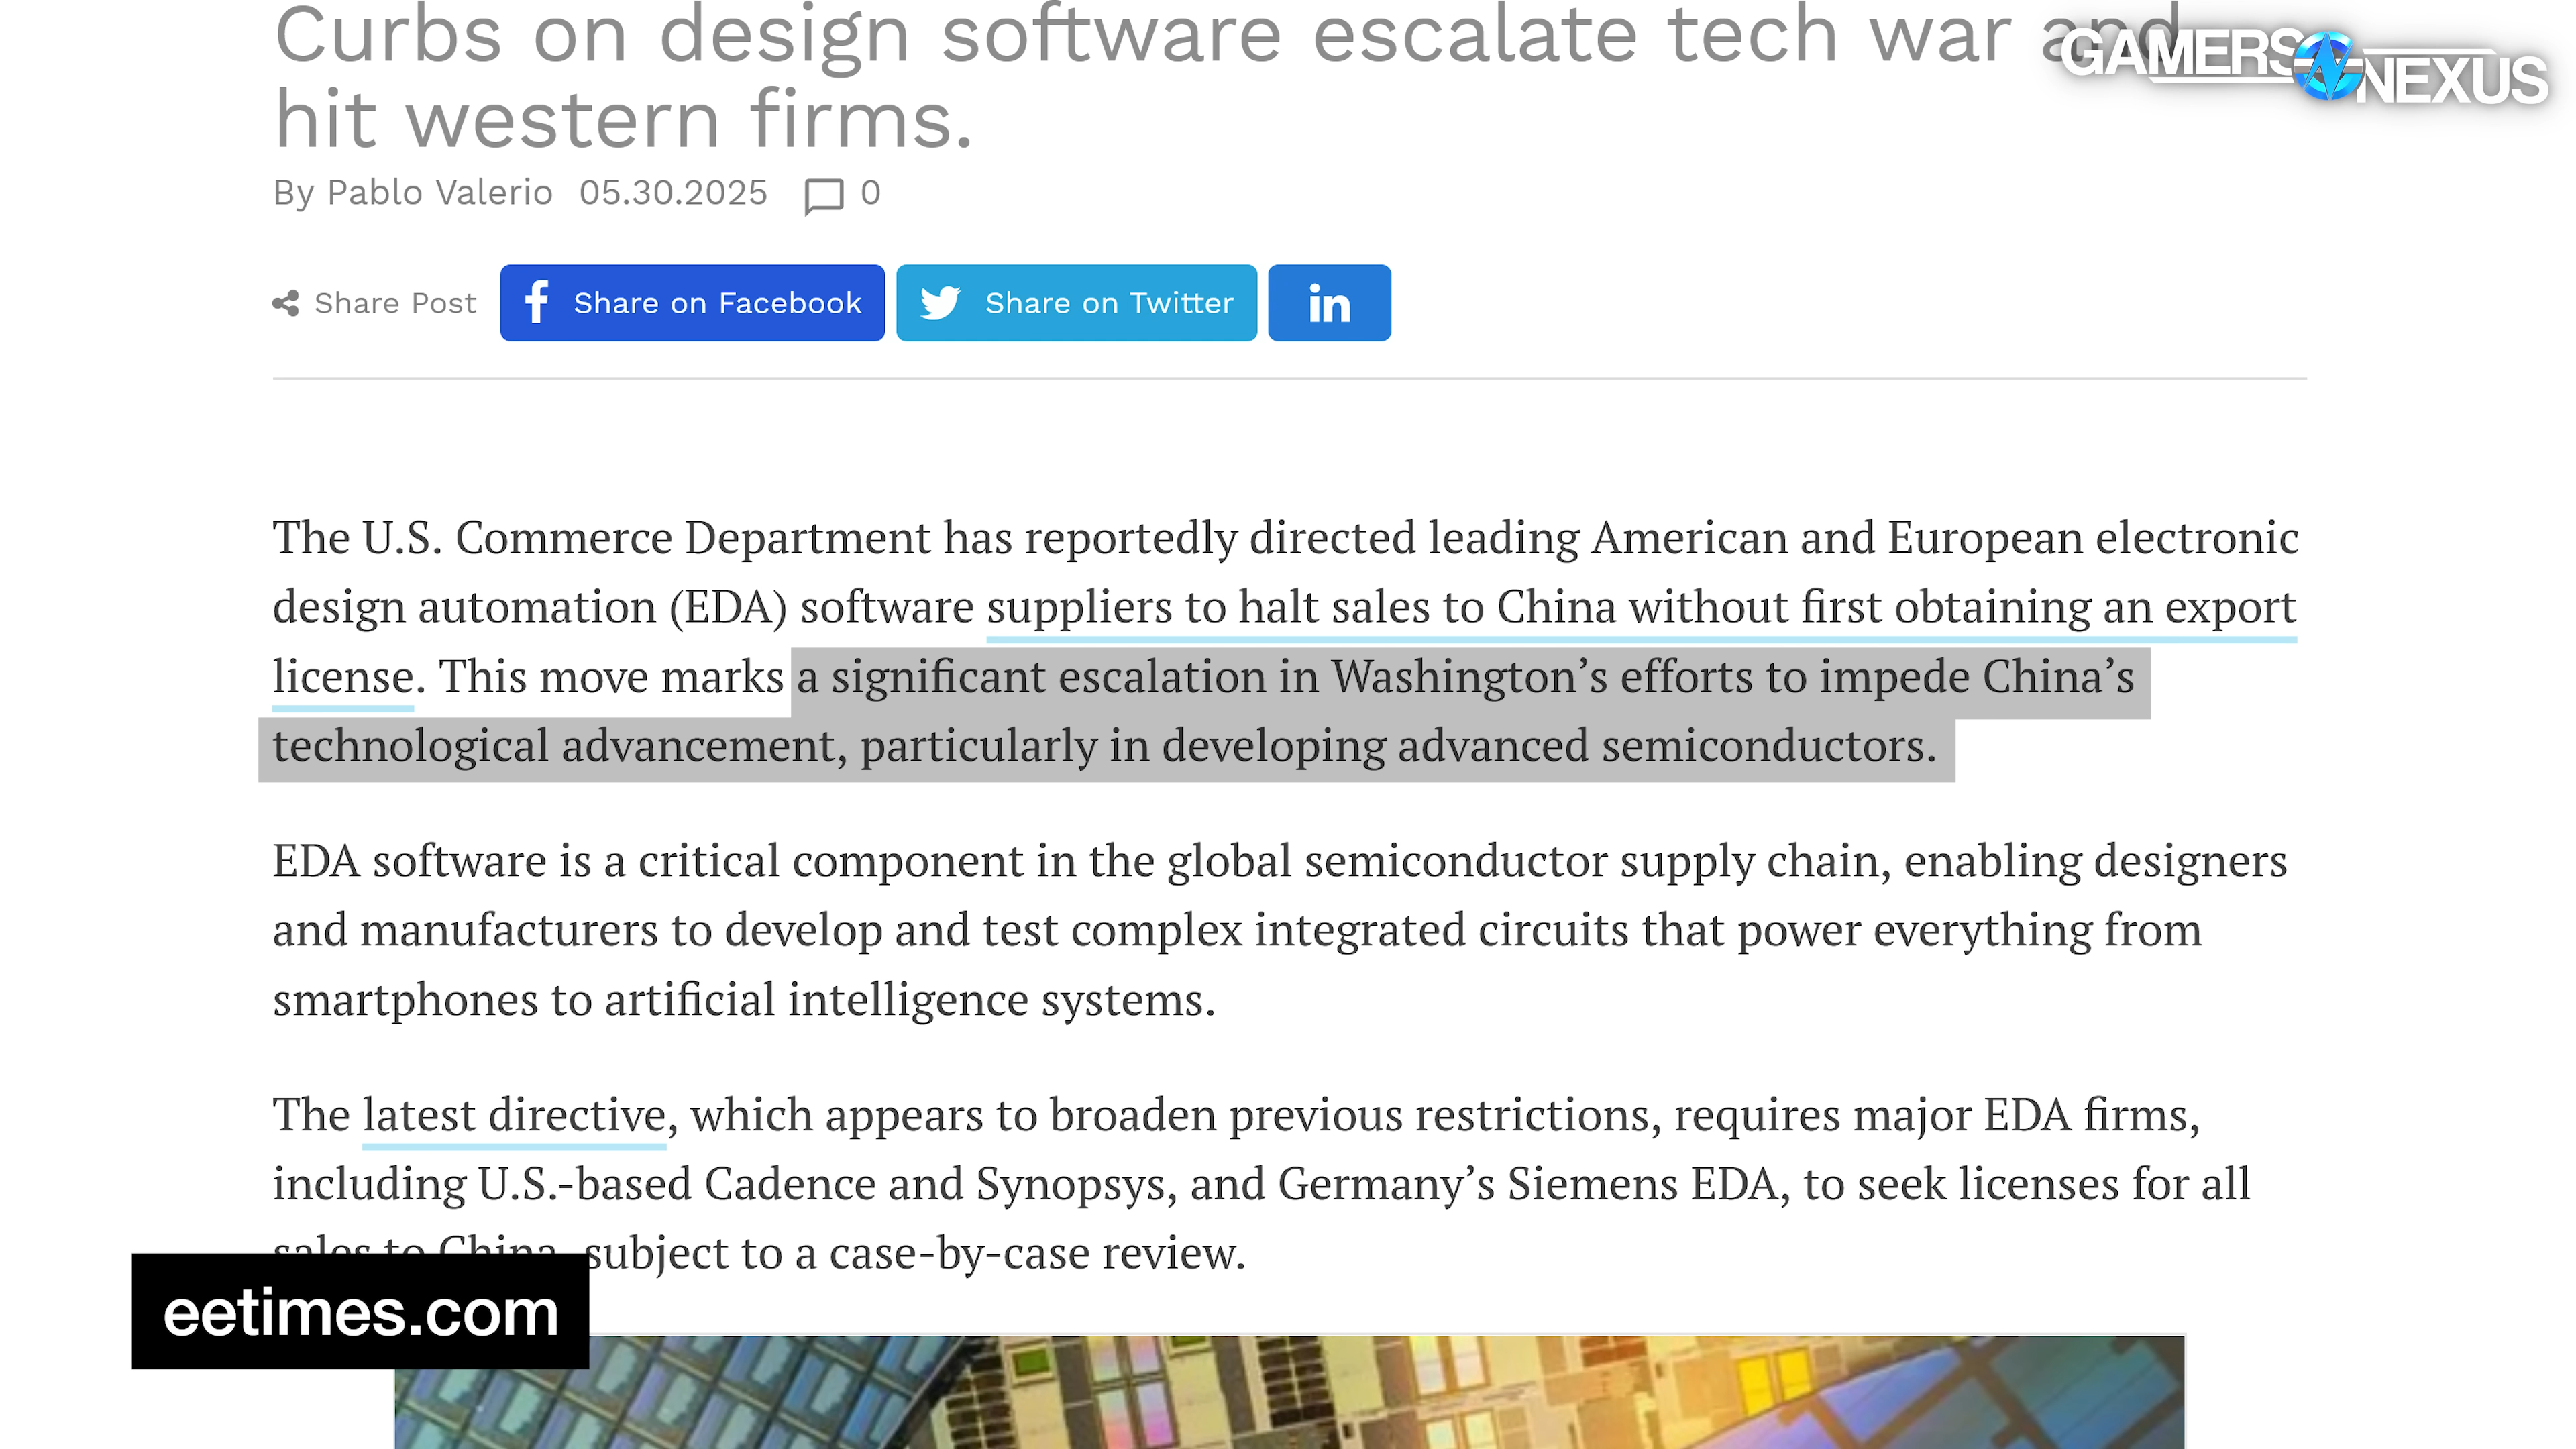 Curbs on design software escalate tech war and
hit western firms.
GAMERS NEXUS
By Pablo Valerio 05.30.2025 0
Share Post Share on Facebook Share on Twitter in
The U.S. Commerce Department has reportedly directed leading American and European electronic
design automation (EDA) software suppliers to halt sales to China without first obtaining an export
license. This move marks a significant escalation in Washington’s efforts to impede China’s
technological advancement, particularly in developing advanced semiconductors.
EDA software is a critical component in the global semiconductor supply chain, enabling designers
and manufacturers to develop and test complex integrated circuits that power everything from
smartphones to artificial intelligence systems.
The latest directive, which appears to broaden previous restrictions, requires major EDA firms,
including U.S.-based Cadence and Synopsys, and Germany’s Siemens EDA, to seek licenses for all
sales to China, subject to a case-by-case review.
eetimes.com